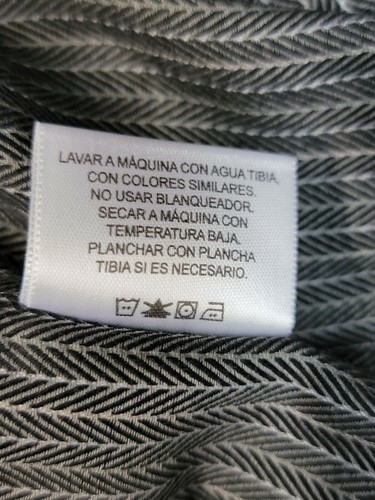 LAVAR A MÁQUINA CON AGUA TIBIA,
CON COLORES SIMILARES.
NO USAR BLANQUEADOR.
SECAR A MÁQUINA CON
TEMPERATURA BAJA.
PLANCHAR CON PLANCHA
TIBIA SI ES NECESARIO.